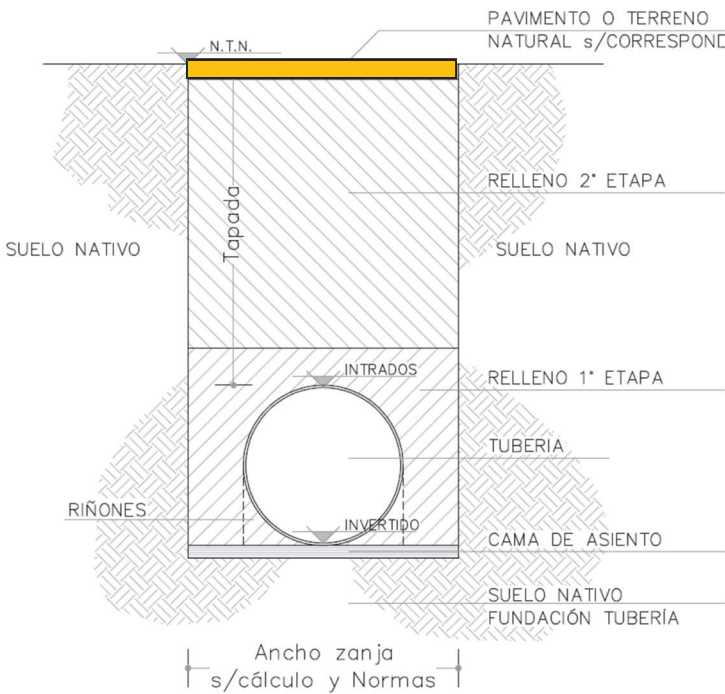 PAVIMENTO O TERRENO
NATURAL s/CORRESPOND
N.T.N.
RELLENO 2° ETAPA
Tapada
SUELO NATIVO
SUELO NATIVO
INTRADOS
RELLENO 1° ETAPA
TUBERIA
RIÑONES
INVERTIDO
CAMA DE ASIENTO
SUELO NATIVO
FUNDACIÓN TUBERÍA
Ancho zanja
s/cálculo y Normas